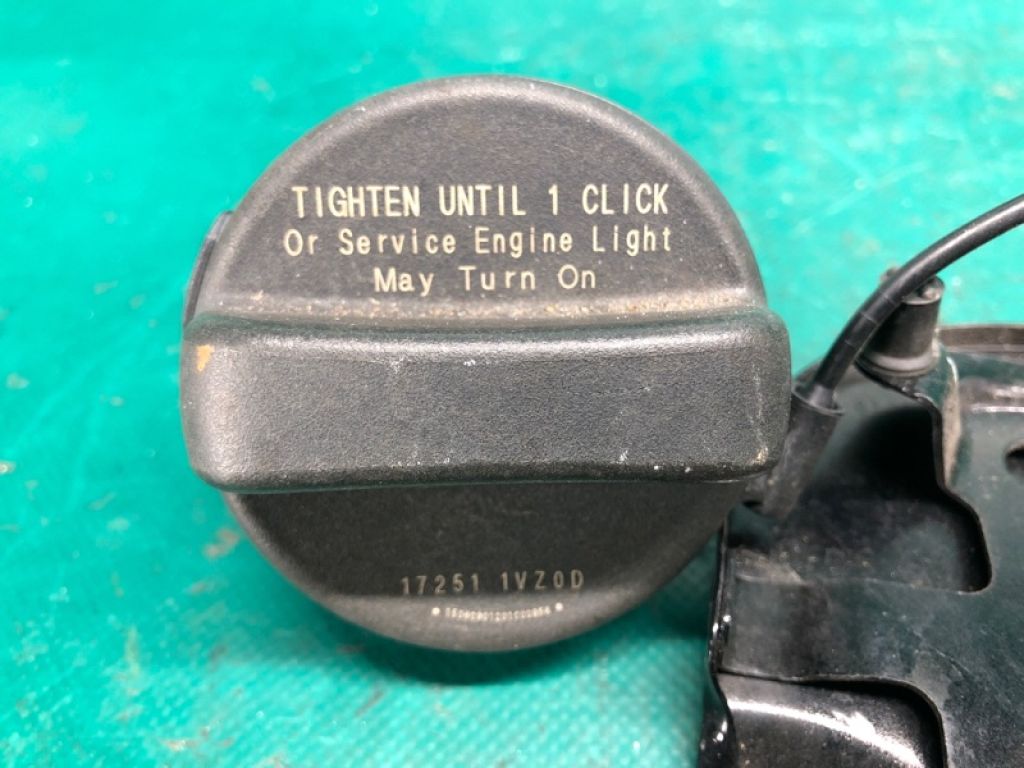 TIGHTEN UNTIL 1 CLICK
Or Service Engine Light
May Turn On
17251 1VZ0D